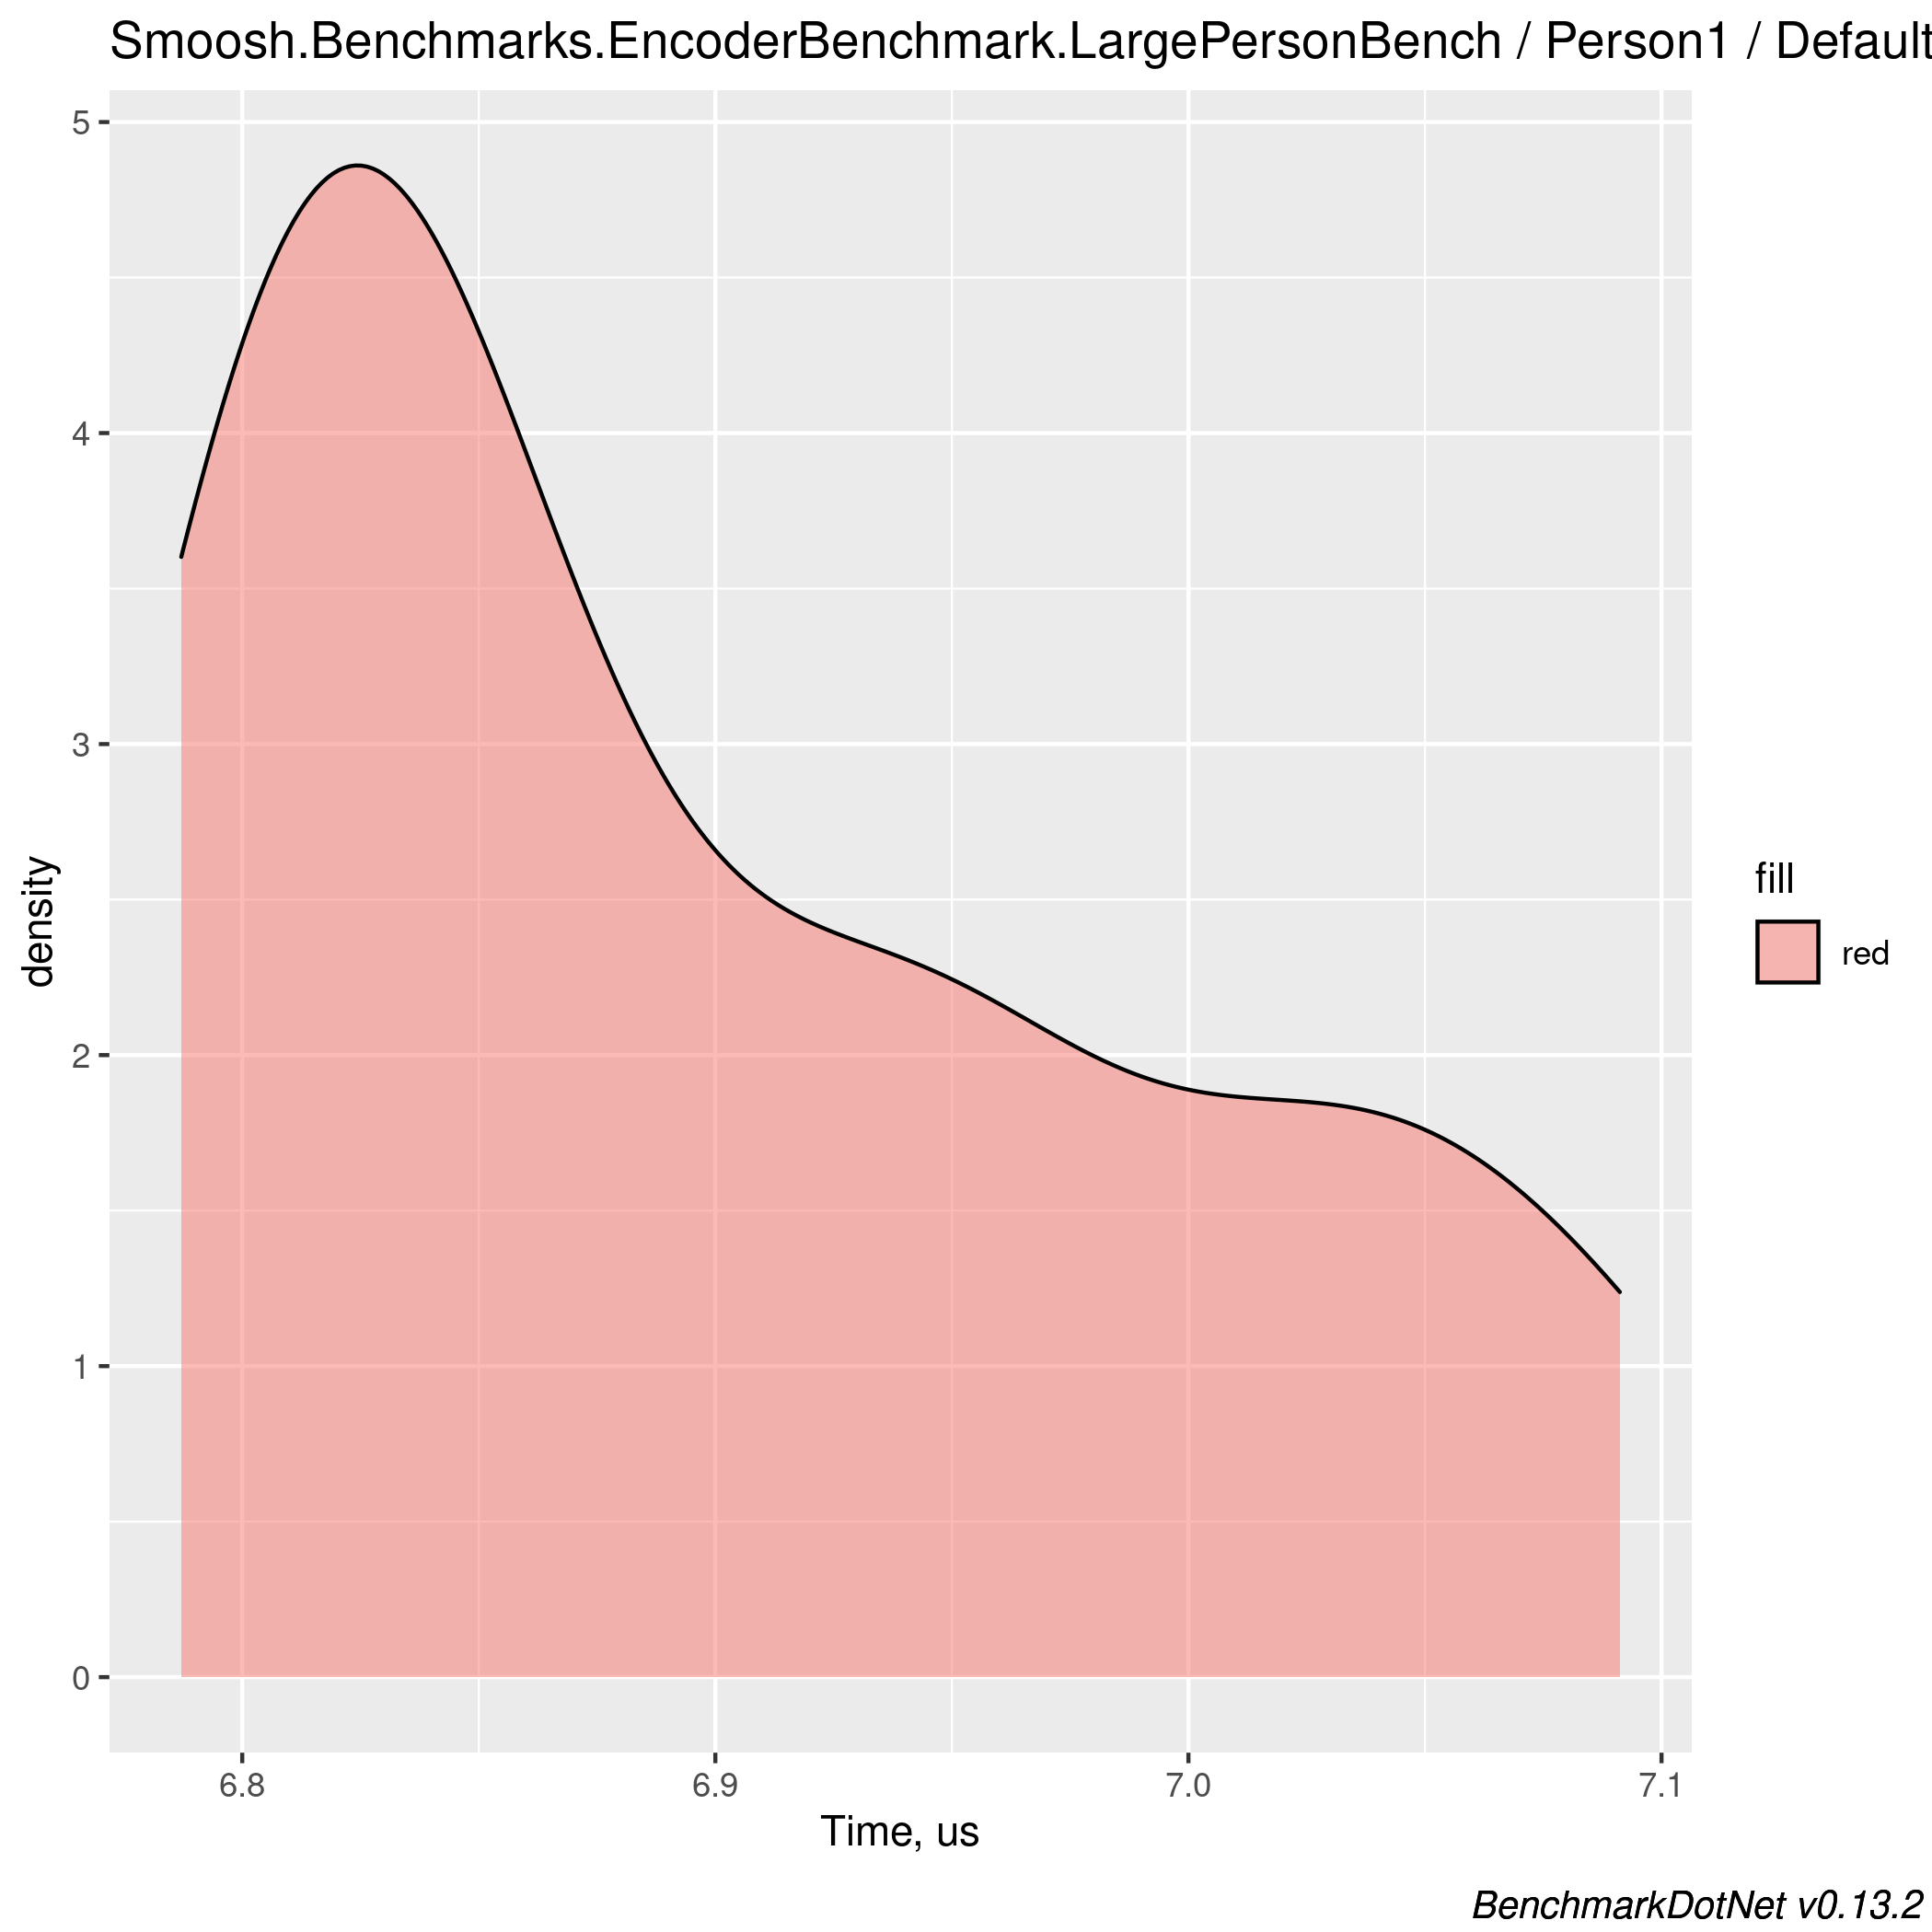 Smoosh.Benchmarks.EncoderBenchmark.LargePersonBench / Person1 / Default
5
4
3
2
1
0
density
6.8 6.9 7.0 7.1
Time, us
fill
red
BenchmarkDotNet v0.13.2